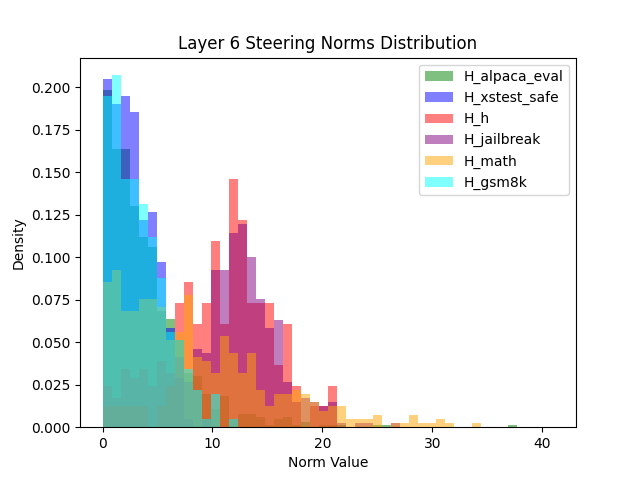 Layer 6 Steering Norms Distribution
H_alpaca_eval
H_xstest_safe
H_h
H_jailbreak
H_math
H_gsm8k
0.200
0.175
0.150
0.125
0.100
0.075
0.050
0.025
0.000
Density
0
10
20
30
40
Norm Value